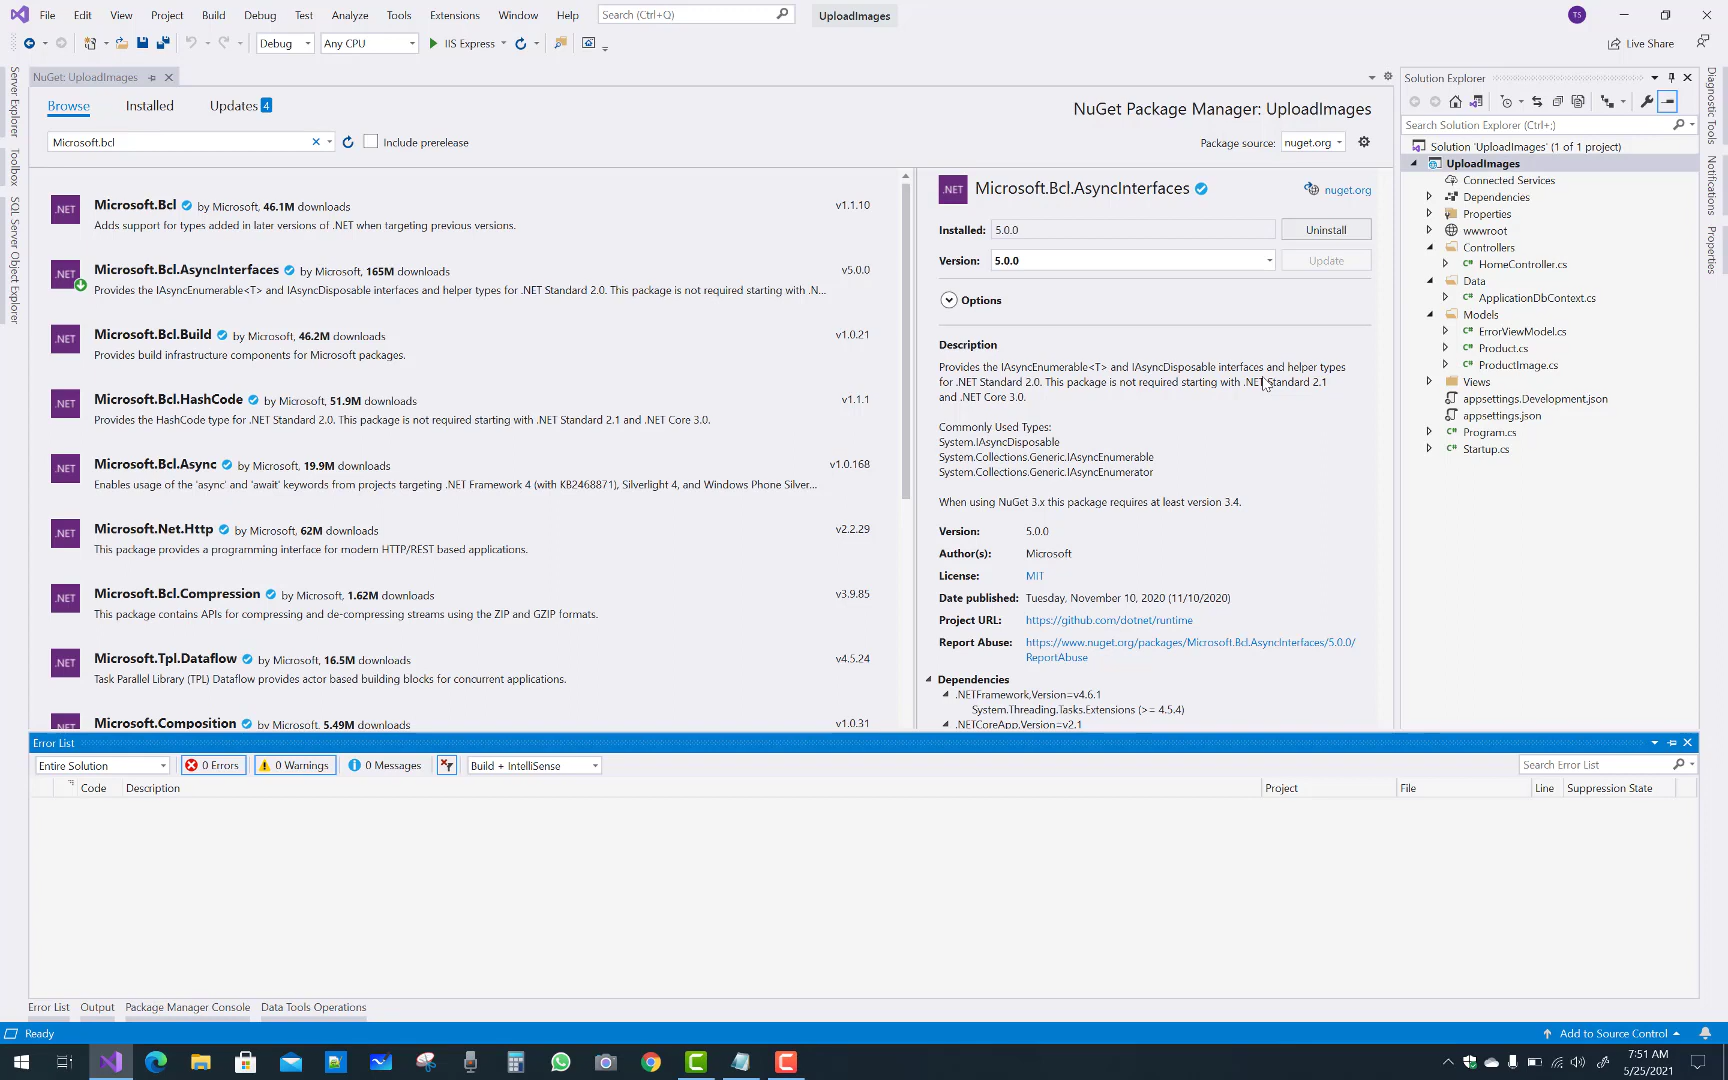 File Edit View Project Build Debug Test Analyze Tools Extensions Window Help Search (Ctrl+Q) UploadImages TS
Debug Any CPU IIS Express Live Share
NuGet: UploadImages
Server Explorer
Toolbox
SQL Server Object Explorer
Browse Installed Updates 4
NuGet Package Manager: UploadImages
Microsoft.bcl Include prerelease
Package source: nuget.org
.NET Microsoft.Bcl by Microsoft, 46.1M downloads v1.1.10
Adds support for types added in later versions of .NET when targeting previous versions.
.NET Microsoft.Bcl.AsyncInterfaces by Microsoft, 165M downloads v5.0.0
Provides the IAsyncEnumerable<T> and IAsyncDisposable interfaces and helper types for .NET Standard 2.0. This package is not required starting with .N...
.NET Microsoft.Bcl.Build by Microsoft, 46.2M downloads v1.0.21
Provides build infrastructure components for Microsoft packages.
.NET Microsoft.Bcl.HashCode by Microsoft, 51.9M downloads v1.1.1
Provides the HashCode type for .NET Standard 2.0. This package is not required starting with .NET Standard 2.1 and .NET Core 3.0.
.NET Microsoft.Bcl.Async by Microsoft, 19.9M downloads v1.0.168
Enables usage of the 'async' and 'await' keywords from projects targeting .NET Framework 4 (with KB2468871), Silverlight 4, and Windows Phone Silver...
.NET Microsoft.Net.Http by Microsoft, 62M downloads v2.2.29
This package provides a programming interface for modern HTTP/REST based applications.
.NET Microsoft.Bcl.Compression by Microsoft, 1.62M downloads v3.9.85
This package contains APIs for compressing and de-compressing streams using the ZIP and GZIP formats.
.NET Microsoft.Tpl.Dataflow by Microsoft, 16.5M downloads v4.5.24
Task Parallel Library (TPL) Dataflow provides actor based building blocks for concurrent applications.
.NET Microsoft.Composition by Microsoft, 5.49M downloads v1.0.31
.NET Microsoft.Bcl.AsyncInterfaces nuget.org
Installed: 5.0.0 Uninstall
Version: 5.0.0 Update
Options
Description
Provides the IAsyncEnumerable<T> and IAsyncDisposable interfaces and helper types
for .NET Standard 2.0. This package is not required starting with .NET Standard 2.1
and .NET Core 3.0.
Commonly Used Types:
System.IAsyncDisposable
System.Collections.Generic.IAsyncEnumerable
System.Collections.Generic.IAsyncEnumerator
When using NuGet 3.x this package requires at least version 3.4.
Version: 5.0.0
Author(s): Microsoft
License: MIT
Date published: Tuesday, November 10, 2020 (11/10/2020)
Project URL: https://github.com/dotnet/runtime
Report Abuse: https://www.nuget.org/packages/Microsoft.Bcl.AsyncInterfaces/5.0.0/
ReportAbuse
Dependencies
.NETFramework,Version=v4.6.1
System.Threading.Tasks.Extensions (>= 4.5.4)
.NETCoreApp,Version=v2.1
Solution Explorer
Search Solution Explorer (Ctrl+;)
Solution 'UploadImages' (1 of 1 project)
UploadImages
Connected Services
Dependencies
Properties
wwwroot
Controllers
C# HomeController.cs
Data
C# ApplicationDbContext.cs
Models
C# ErrorViewModel.cs
C# Product.cs
C# ProductImage.cs
Views
appsettings.Development.json
appsettings.json
C# Program.cs
C# Startup.cs
Diagnostic Tools
Notifications
Properties
Error List
Entire Solution 0 Errors 0 Warnings 0 Messages Build + IntelliSense Search Error List
Code Description Project File Line Suppression State
Error List Output Package Manager Console Data Tools Operations
Ready Add to Source Control
7:51 AM
5/25/2021